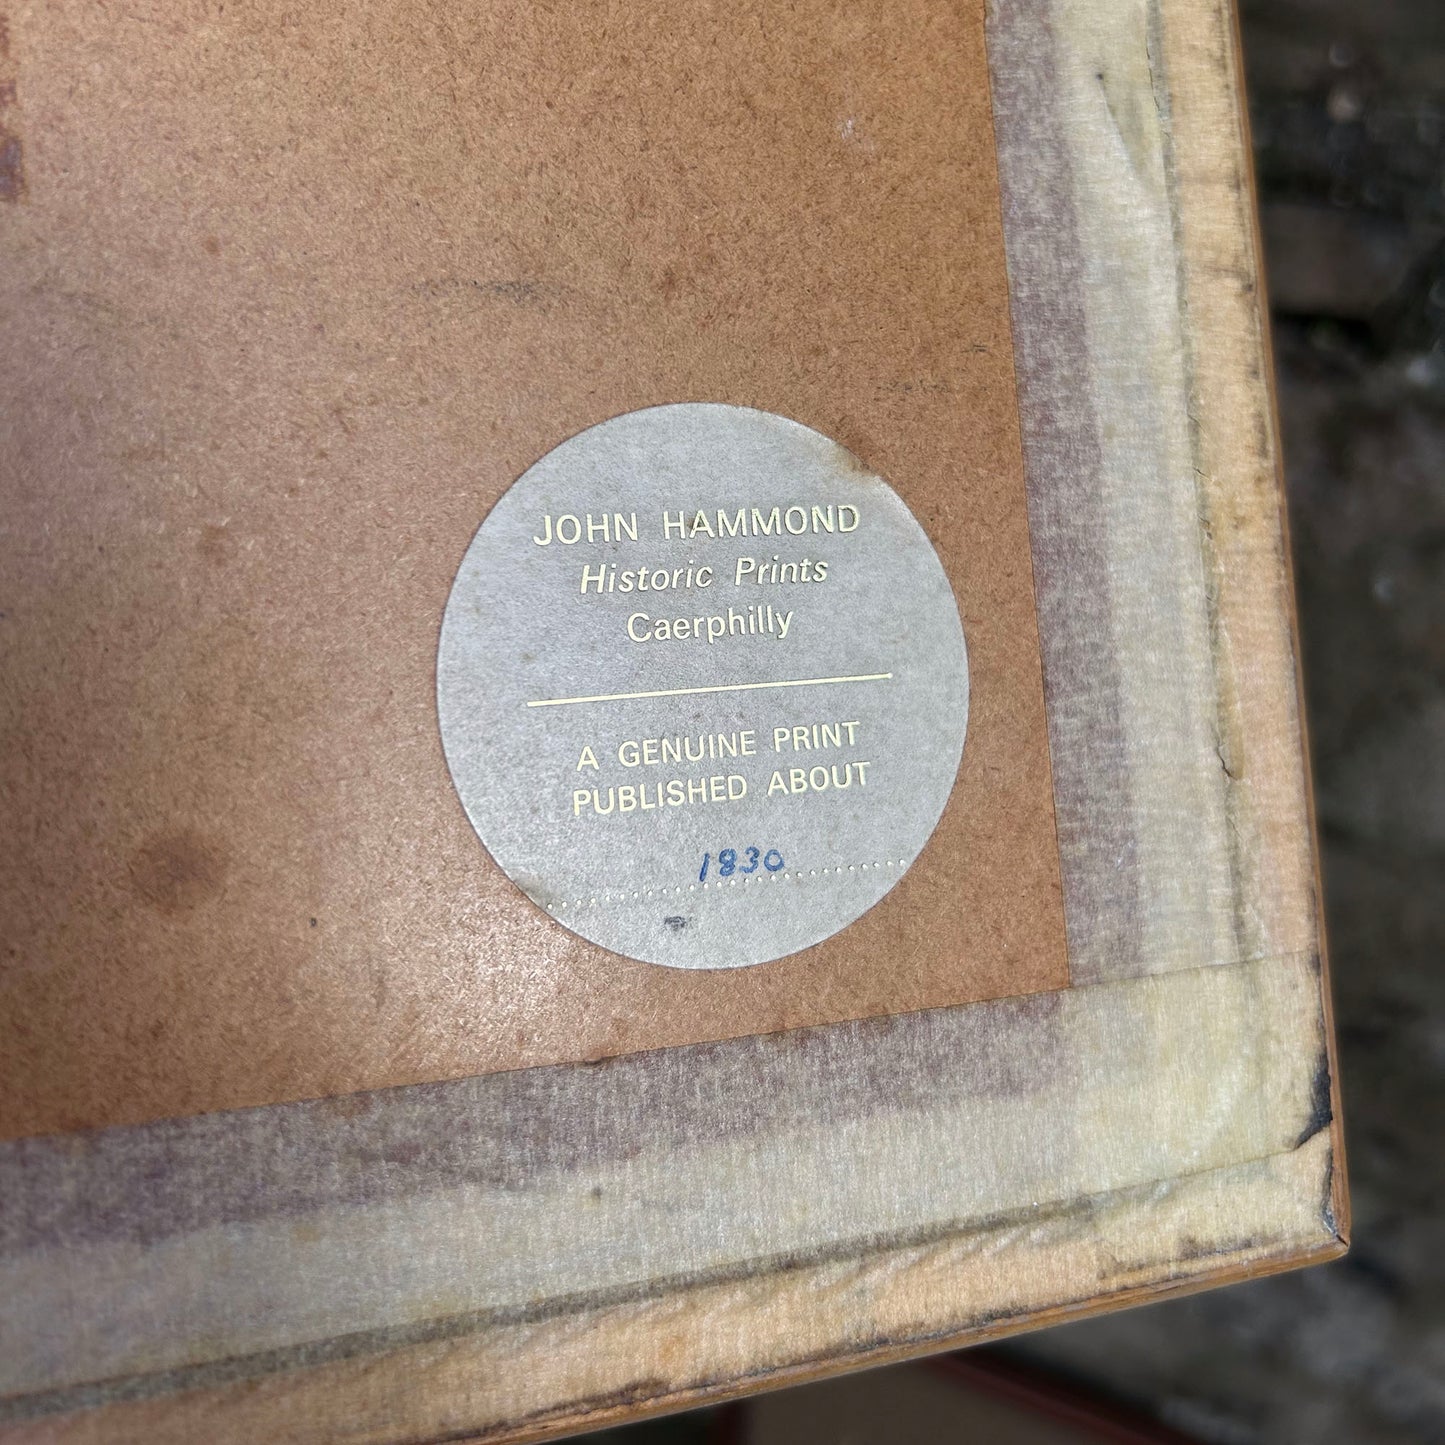 JOHN HAMMOND
Historic Prints
Caerphilly
A GENUINE PRINT
PUBLISHED ABOUT
1830